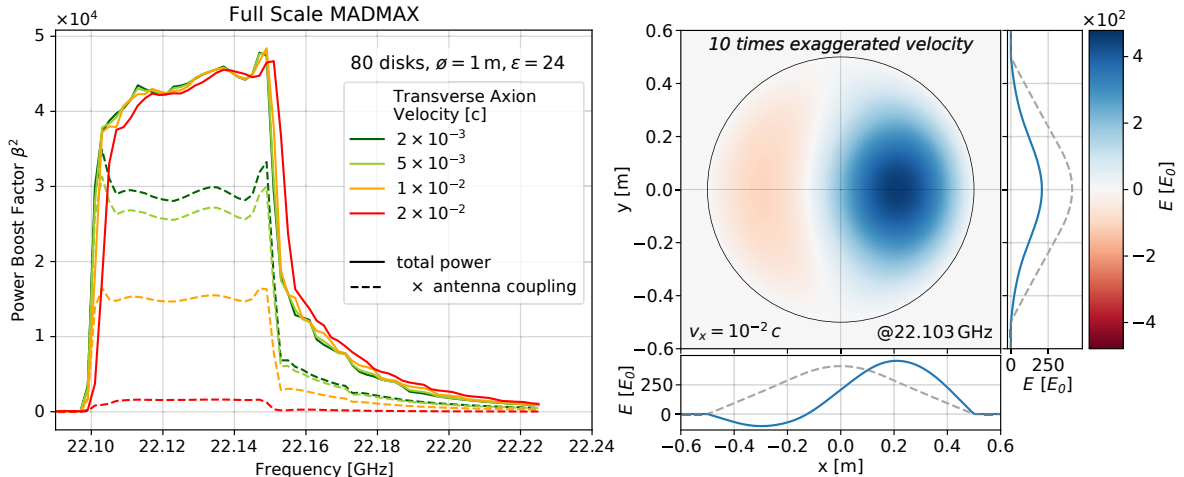 Full Scale MADMAX
×10⁴
Power Boost Factor β²
5
4
3
2
1
0
80 disks, ø = 1 m, ε = 24
Transverse Axion
Velocity [c]
2 × 10⁻³
5 × 10⁻³
1 × 10⁻²
2 × 10⁻²
total power
× antenna coupling
22.10 22.12 22.14 22.16 22.18 22.20 22.22 22.24
Frequency [GHz]
10 times exaggerated velocity
y [m]
0.6
0.4
0.2
0.0
−0.2
−0.4
−0.6
vₓ = 10⁻² c
@22.103 GHz
E [E₀]
250
0
−0.6 −0.4 −0.2 0.0 0.2 0.4 0.6
x [m]
0 250
E [E₀]
×10²
4
2
0
−2
−4
E [E₀]